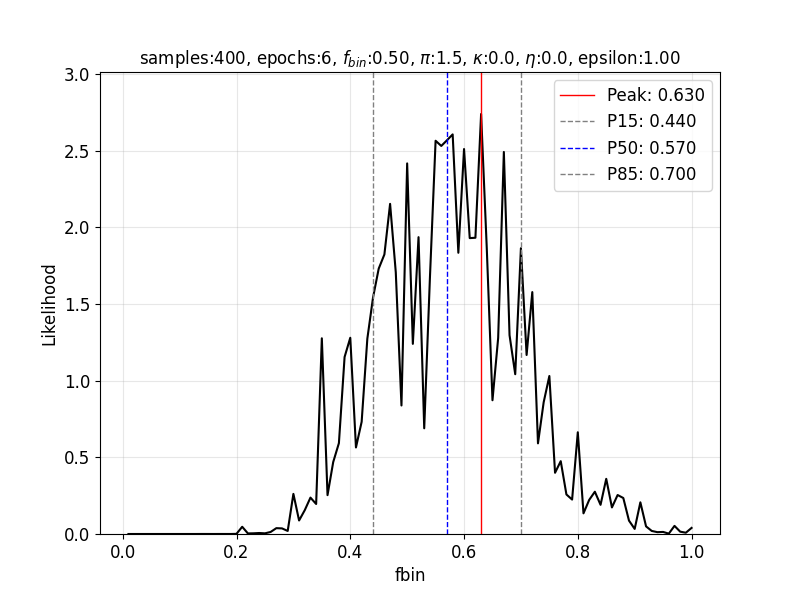 samples:400, epochs:6, f_bin:0.50, π:1.5, κ:0.0, η:0.0, epsilon:1.00
Peak: 0.630
P15: 0.440
P50: 0.570
P85: 0.700
3.0
2.5
2.0
1.5
1.0
0.5
0.0
Likelihood
0.0 0.2 0.4 0.6 0.8 1.0
fbin